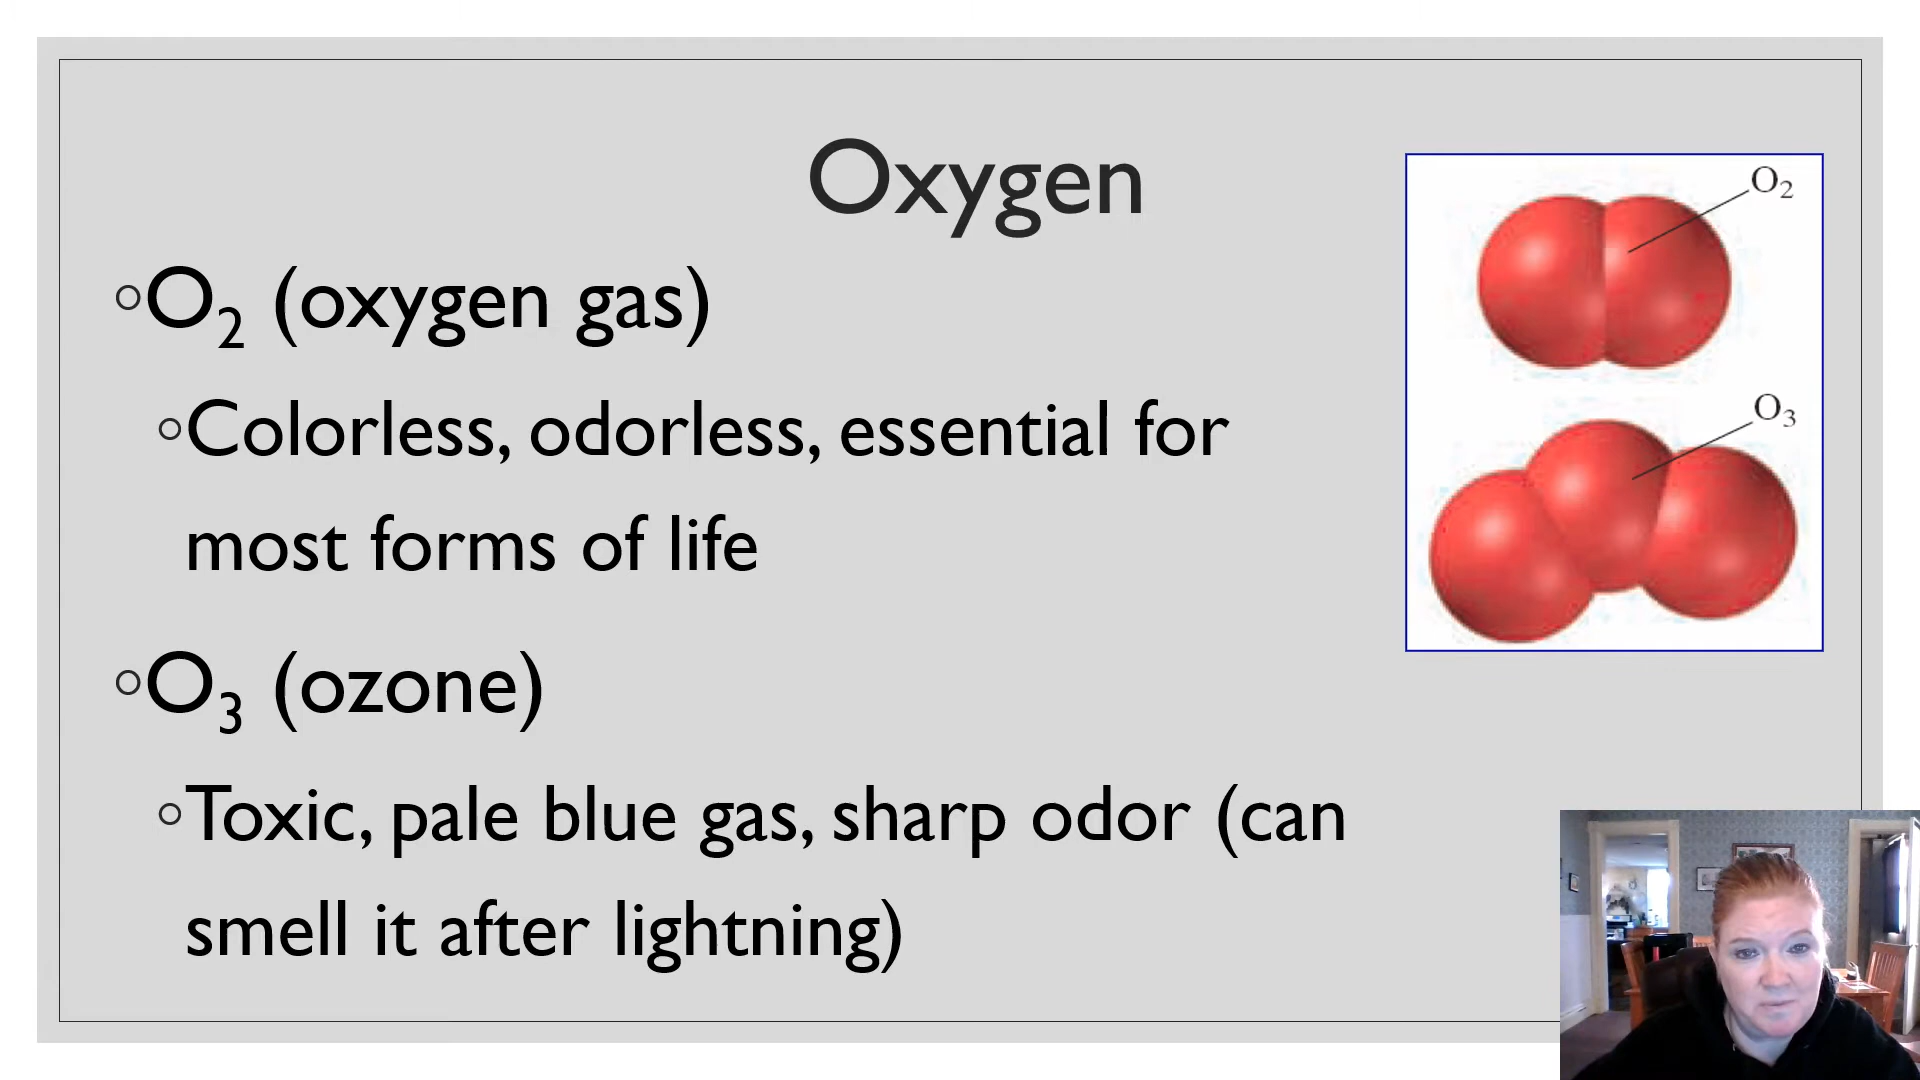 Oxygen
◦O₂ (oxygen gas)
◦Colorless, odorless, essential for
most forms of life
◦O₃ (ozone)
◦Toxic, pale blue gas, sharp odor (can
smell it after lightning)
O₂
O₃